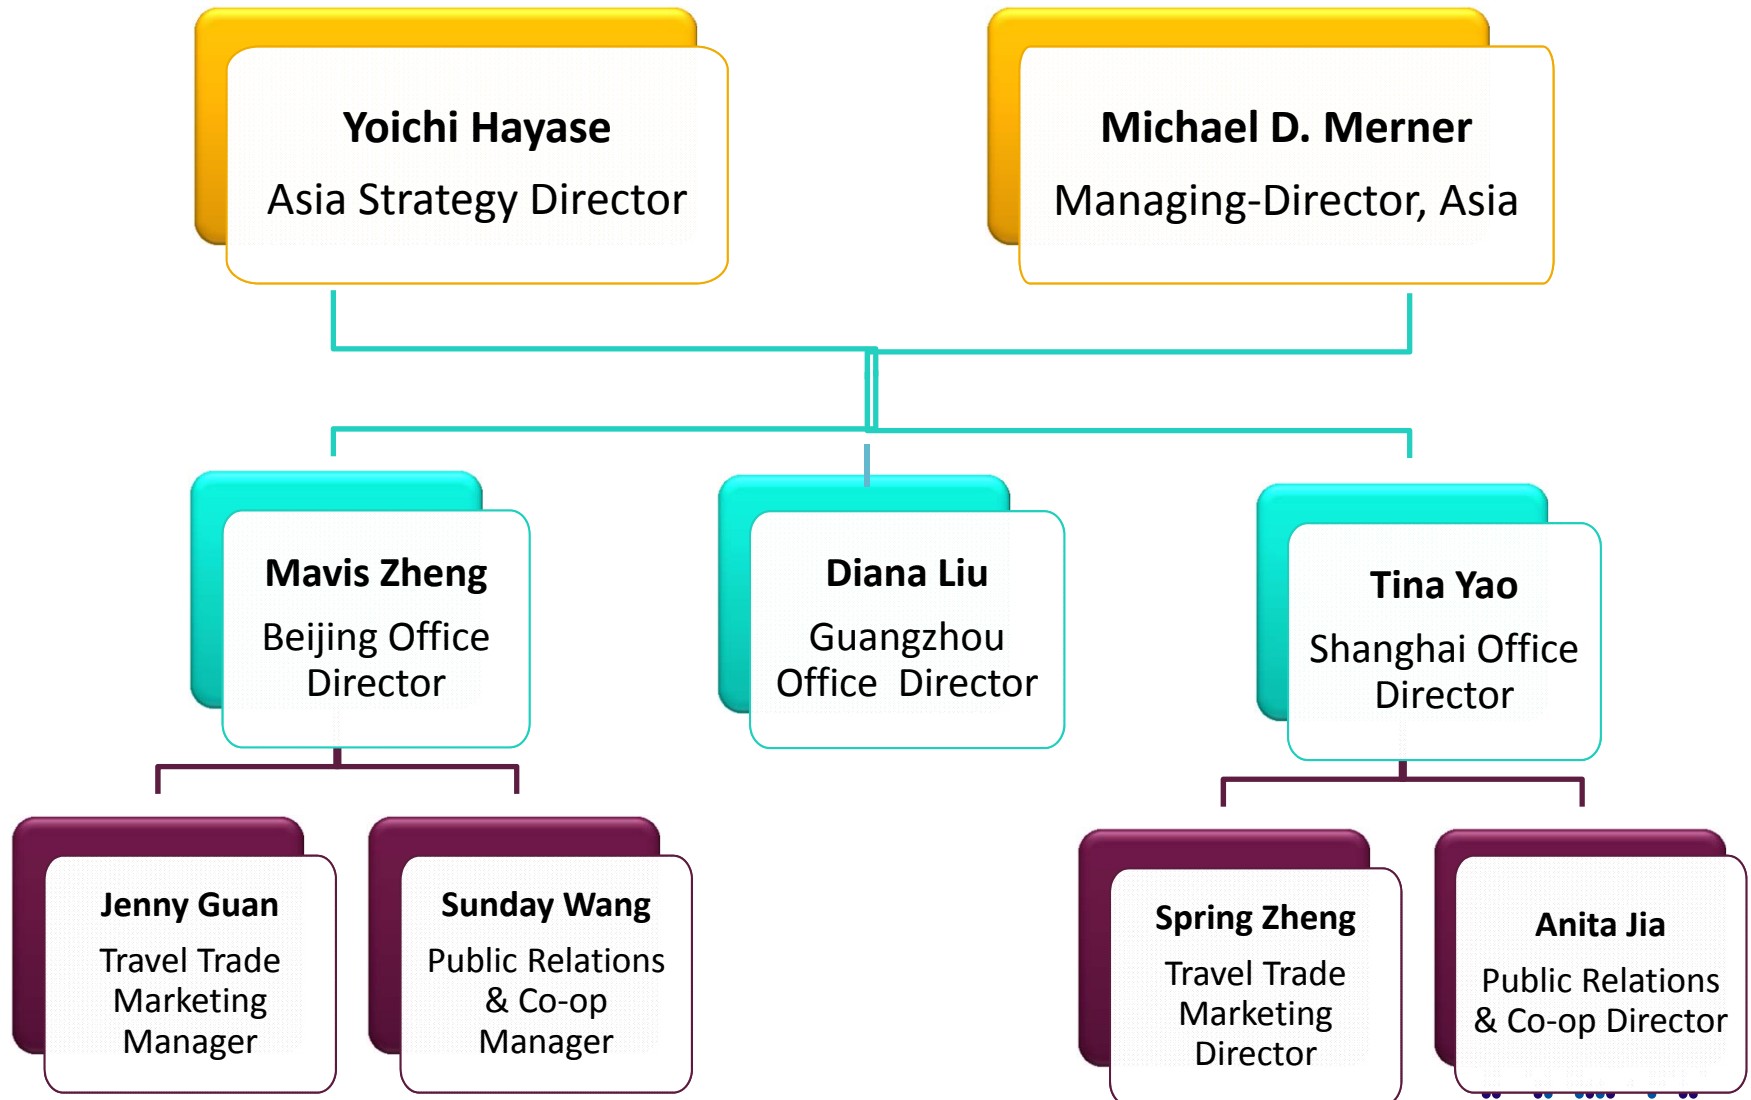 Yoichi Hayase
Asia Strategy Director
Michael D. Merner
Managing-Director, Asia
Mavis Zheng
Beijing Office
Director
Diana Liu
Guangzhou
Office  Director
Tina Yao
Shanghai Office
Director
Jenny Guan
Travel Trade
Marketing
Manager
Sunday Wang
Public Relations
& Co-op
Manager
Spring Zheng
Travel Trade
Marketing
Director
Anita Jia
Public Relations
& Co-op Director